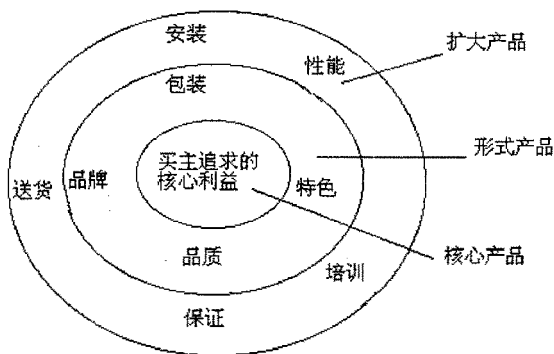 安装
扩大产品
性能
包装
形式产品
买主追求的
核心利益
送货
品牌
特色
品质
核心产品
培训
保证